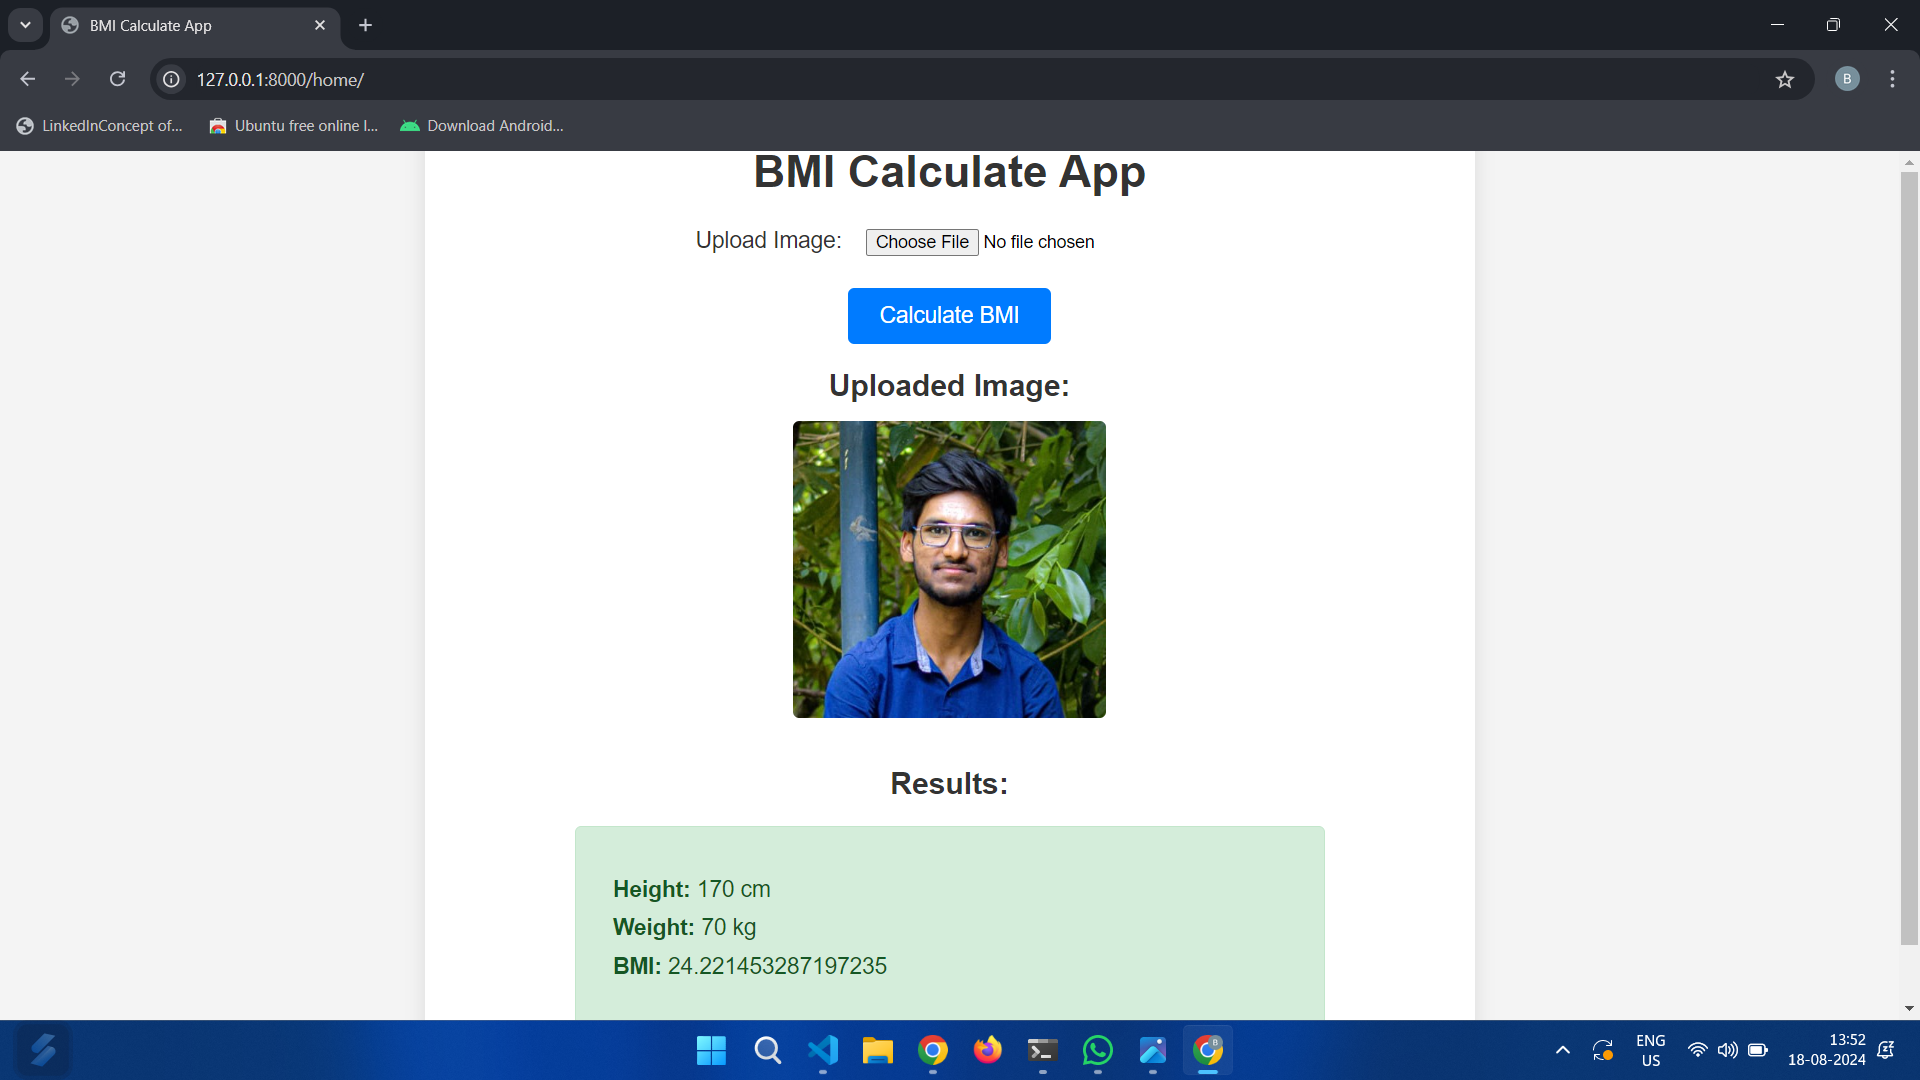 BMI Calculate App
127.0.0.1:8000/home/
B
LinkedInConcept of...
Ubuntu free online l...
Download Android...
BMI Calculate App
Upload Image:
Choose File No file chosen
Calculate BMI
Uploaded Image:
Results:
Height: 170 cm
Weight: 70 kg
BMI: 24.221453287197235
B
ENG
US
13:52
18-08-2024